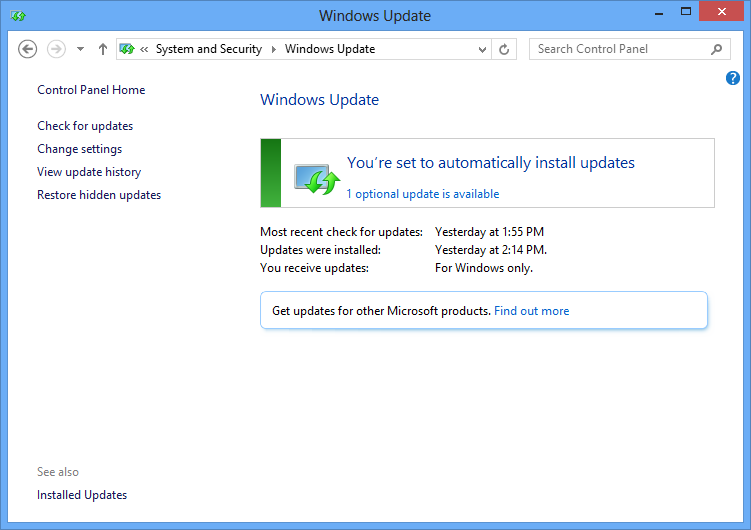 Windows Update
« System and Security Windows Update
Search Control Panel
Control Panel Home
Check for updates
Change settings
View update history
Restore hidden updates
See also
Installed Updates
?
Windows Update
You're set to automatically install updates
1 optional update is available
Most recent check for updates: Yesterday at 1:55 PM
Updates were installed: Yesterday at 2:14 PM.
You receive updates: For Windows only.
Get updates for other Microsoft products. Find out more